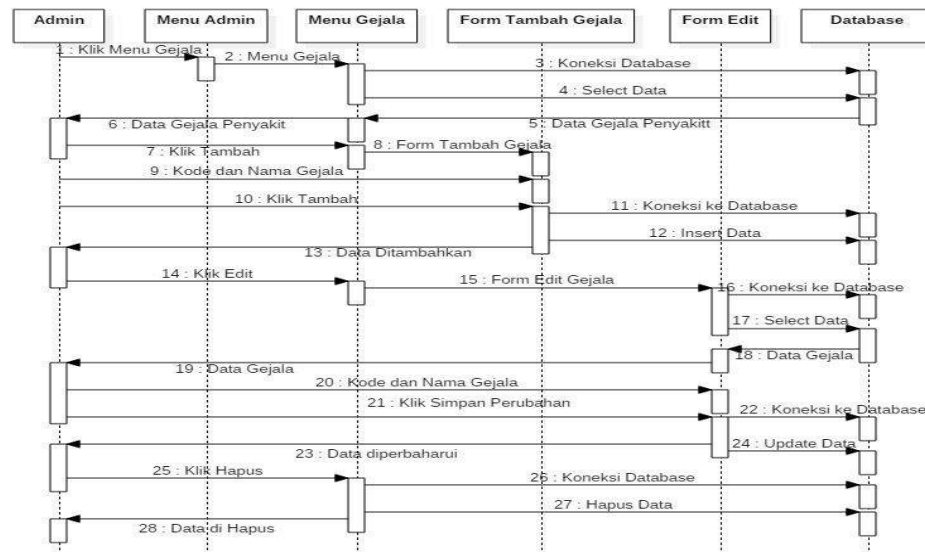 Admin
Menu Admin
Menu Gejala
Form Tambah Gejala
Form Edit
Database
1 : Klik Menu Gejala
2 : Menu Gejala
3 : Koneksi Database
4 : Select Data
5 : Data Gejala Penyakitt
6 : Data Gejala Penyakit
7 : Klik Tambah
8 : Form Tambah Gejala
9 : Kode dan Nama Gejala
10 : Klik Tambah
11 : Koneksi ke Database
12 : Insert Data
13 : Data Ditambahkan
14 : Klik Edit
15 : Form Edit Gejala
16 : Koneksi ke Database
17 : Select Data
18 : Data Gejala
19 : Data Gejala
20 : Kode dan Nama Gejala
21 : Klik Simpan Perubahan
22 : Koneksi ke Database
23 : Data diperbaharui
24 : Update Data
25 : Klik Hapus
26 : Koneksi Database
27 : Hapus Data
28 : Data di Hapus